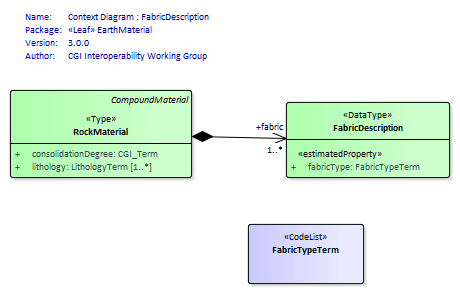 Name: Context Diagram : FabricDescription
Package: «Leaf» EarthMaterial
Version: 3.0.0
Author: CGI Interoperability Working Group
CompoundMaterial
«Type»
RockMaterial
+ consolidationDegree: CGI_Term
+ lithology: LithologyTerm [1..*]
+fabric
1..*
«DataType»
FabricDescription
«estimatedProperty»
+ fabricType: FabricTypeTerm
«CodeList»
FabricTypeTerm